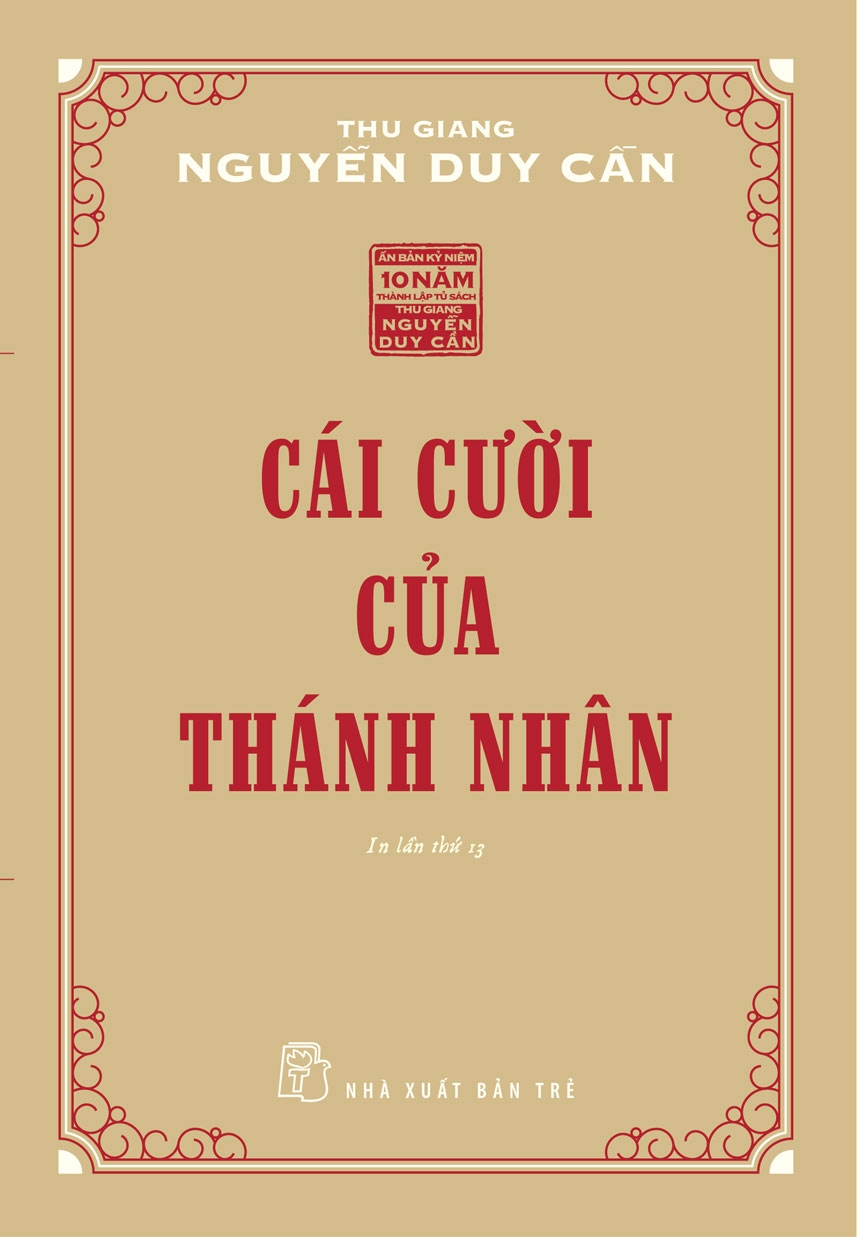 THU GIANG
NGUYỄN DUY CẦN
ẤN BẢN KỶ NIỆM
10 NĂM
THÀNH LẬP TỦ SÁCH
THU GIANG
NGUYỄN
DUY CẦN
CÁI CƯỜI
CỦA
THÁNH NHÂN
In lần thứ 13
T
NHÀ XUẤT BẢN TRẺ